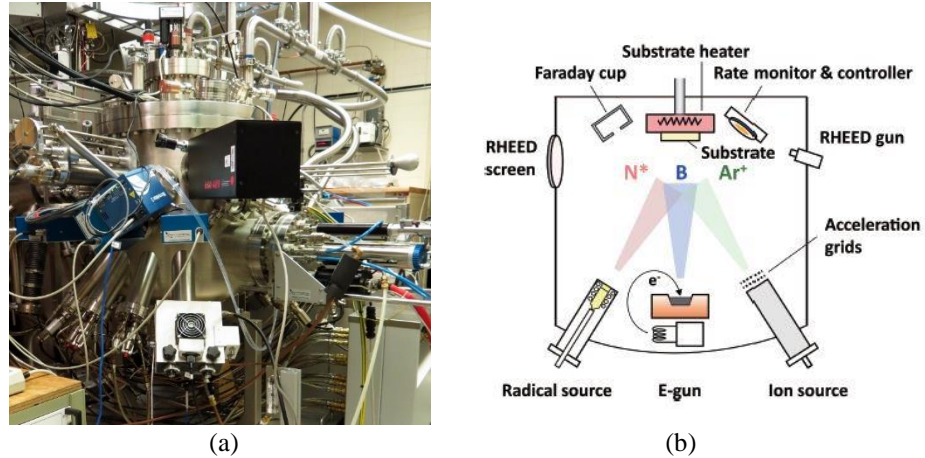 Substrate heater
Faraday cup
Rate monitor & controller
RHEED
screen
RHEED gun
Substrate
N*
B
Ar⁺
Acceleration
grids
e⁻
Radical source
E-gun
Ion source
(a)
(b)